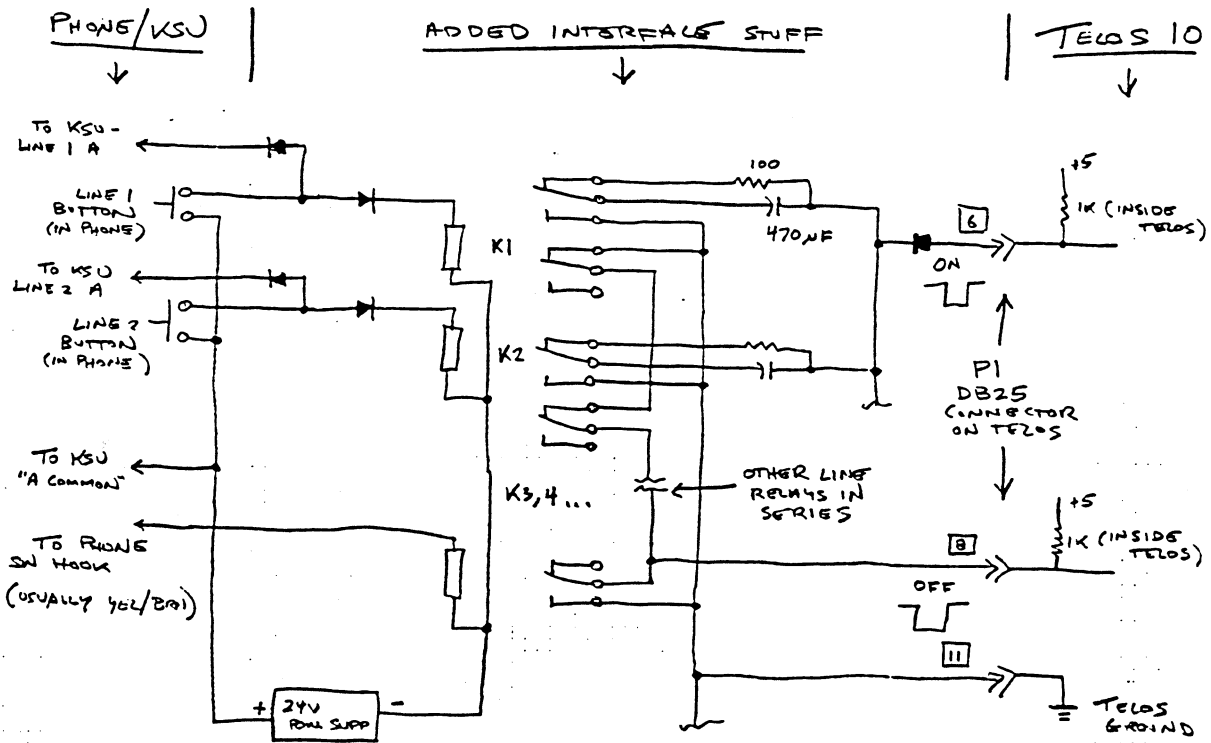 PHONE/KSU
ADDED INTERFACE STUFF
TELOS 10
TO KSU-
LINE 1 A
LINE 1
BUTTON
(IN PHONE)
TO KSU
LINE 2 A
LINE 2
BUTTON
(IN PHONE)
TO KSU
"A COMMON"
TO PHONE
SW HOOK
(USUALLY YEL/BRN)
+
24V
POWR SUPP
-
K1
K2
K3,4...
100
470µF
OTHER LINE
RELAYS IN
SERIES
6
ON
+5
1K (INSIDE
TELOS)
P1
DB25
CONNECTOR
ON TELOS
8
OFF
+5
1K (INSIDE
TELOS)
11
TELOS
GROUND